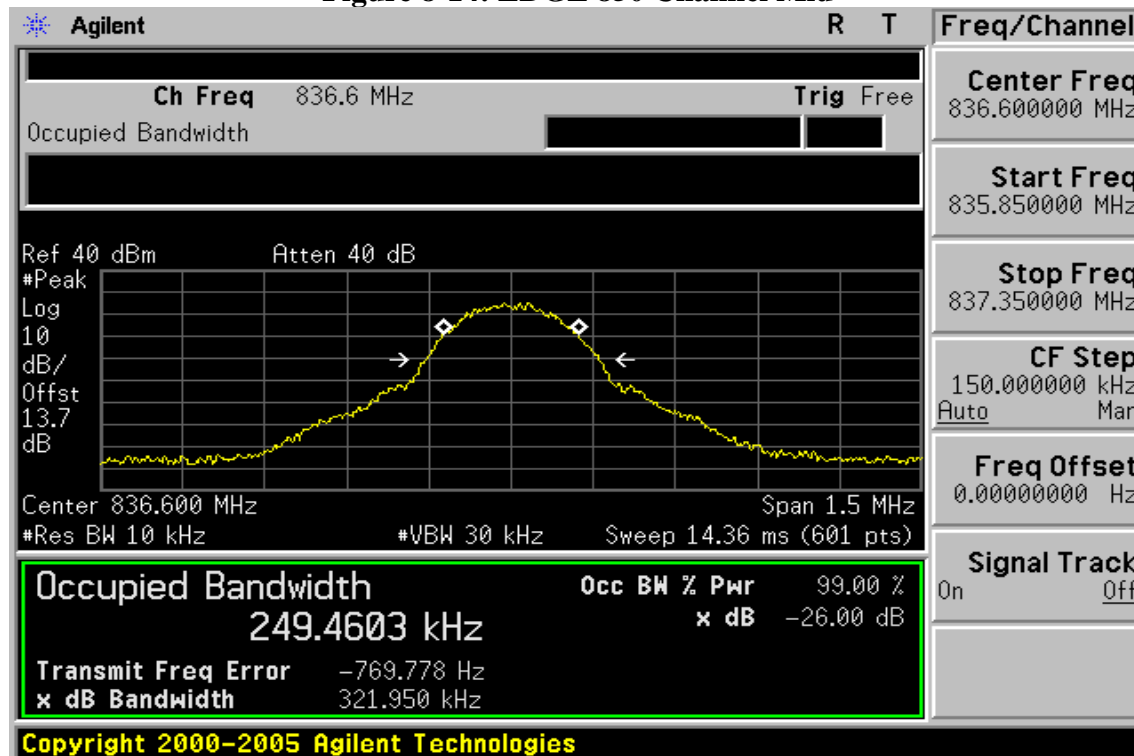 Agilent R T Freq/Channel
Ch Freq 836.6 MHz Trig Free
Occupied Bandwidth
Center Freq
836.600000 MHz
Start Freq
835.850000 MHz
Stop Freq
837.350000 MHz
CF Step
150.000000 kHz
Auto Man
Freq Offset
0.00000000 Hz
Signal Track
On Off
Ref 40 dBm Atten 40 dB
#Peak
Log
10
dB/
Offst
13.7
dB
Center 836.600 MHz Span 1.5 MHz
#Res BW 10 kHz #VBW 30 kHz Sweep 14.36 ms (601 pts)
Occupied Bandwidth Occ BW % Pwr 99.00 %
249.4603 kHz x dB -26.00 dB
Transmit Freq Error -769.778 Hz
x dB Bandwidth 321.950 kHz
Copyright 2000-2005 Agilent Technologies